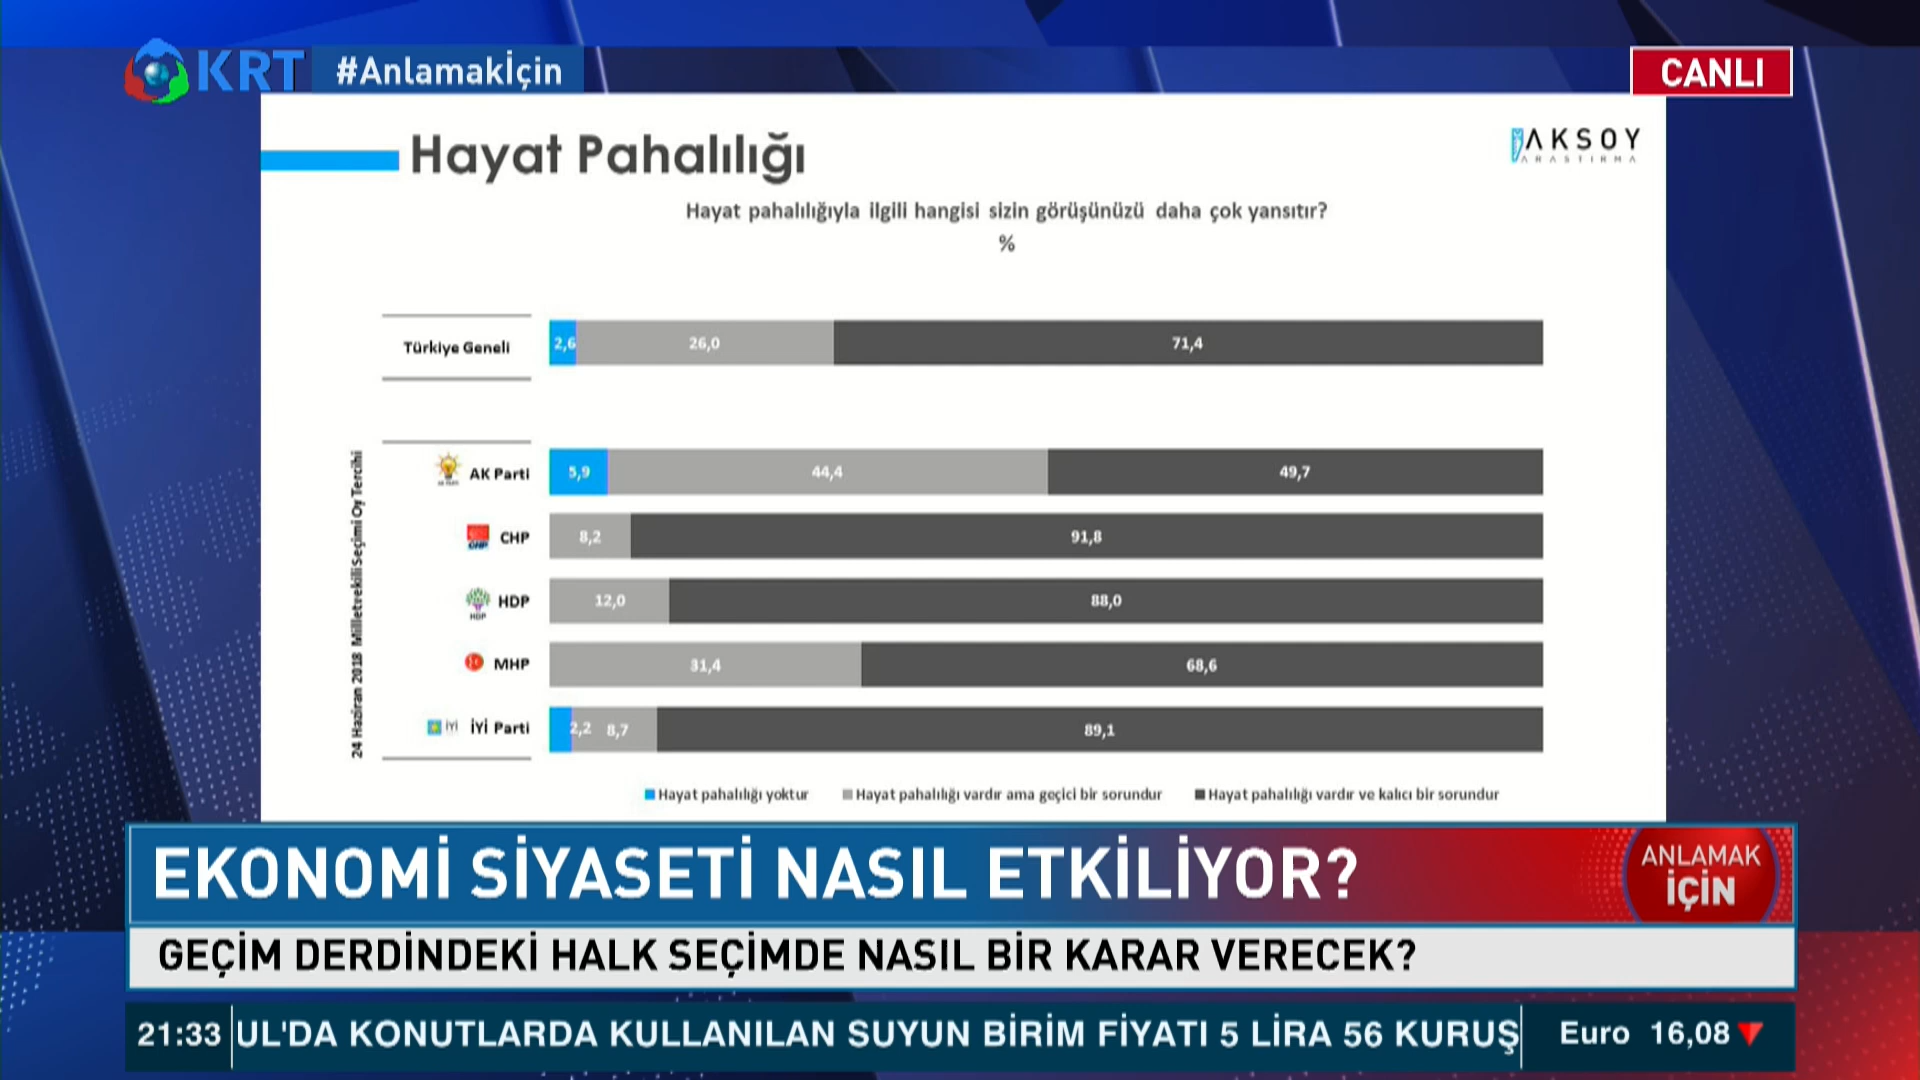 KRT
#Anlamakİçin
CANLI
Hayat Pahalılığı
AKSOY
ARAŞTIRMA
Hayat pahalılığıyla ilgili hangisi sizin görüşünüzü daha çok yansıtır?
%
Türkiye Geneli
2,6
26,0
71,4
24 Haziran 2018 Milletvekili Seçimi Oy Tercihi
AK Parti
5,9
44,4
49,7
CHP
CHP
8,2
91,8
HDP
HDP
12,0
88,0
MHP
31,4
68,6
İYİ
İYİ Parti
2,2
8,7
89,1
Hayat pahalılığı yoktur
Hayat pahalılığı vardır ama geçici bir sorundur
Hayat pahalılığı vardır ve kalıcı bir sorundur
EKONOMİ SİYASETİ NASIL ETKİLİYOR?
ANLAMAK
İÇİN
GEÇİM DERDİNDEKİ HALK SEÇİMDE NASIL BİR KARAR VERECEK?
21:33
UL'DA KONUTLARDA KULLANILAN SUYUN BİRİM FİYATI 5 LİRA 56 KURUŞ
Euro 16,08